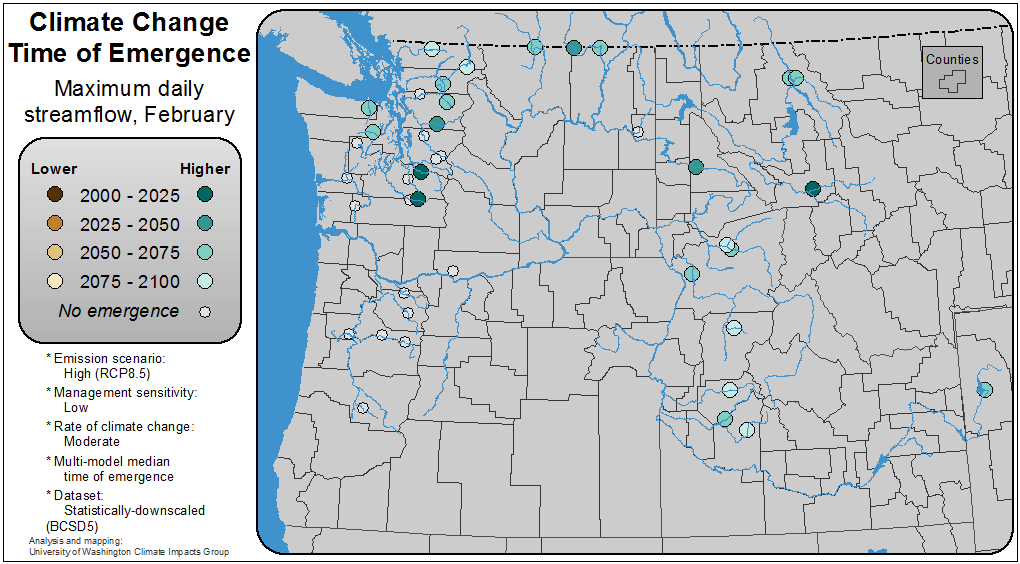 Climate Change
Time of Emergence
Maximum daily
streamflow, February
Lower Higher
2000 - 2025
2025 - 2050
2050 - 2075
2075 - 2100
No emergence
* Emission scenario:
High (RCP8.5)
* Management sensitivity:
Low
* Rate of climate change:
Moderate
* Multi-model median
time of emergence
* Dataset:
Statistically-downscaled
(BCSD5)
Analysis and mapping:
University of Washington Climate Impacts Group
Counties